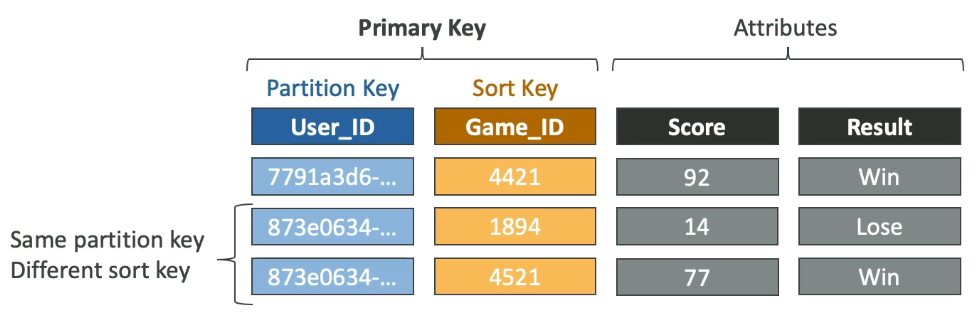 Primary Key Attributes
Partition Key Sort Key
User_ID Game_ID Score Result
7791a3d6-... 4421 92 Win
873e0634-... 1894 14 Lose
873e0634-... 4521 77 Win
Same partition key
Different sort key